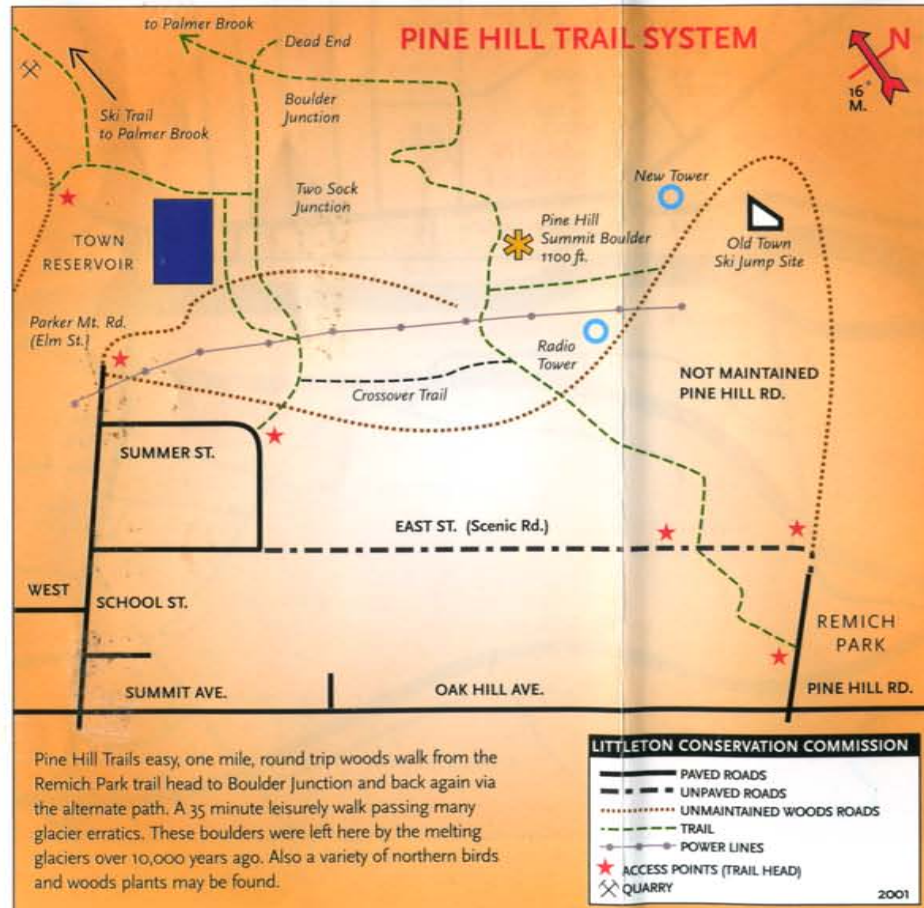 to Palmer Brook
Dead End
PINE HILL TRAIL SYSTEM
N
16°
M.
Ski Trail
to Palmer Brook
Boulder
Junction
Two Sock
Junction
New Tower
TOWN
RESERVOIR
Pine Hill
Summit Boulder
1100 ft.
Old Town
Ski Jump Site
Parker Mt. Rd.
(Elm St.)
Radio
Tower
NOT MAINTAINED
PINE HILL RD.
Crossover Trail
SUMMER ST.
EAST ST. (Scenic Rd.)
WEST
SCHOOL ST.
REMICH
PARK
SUMMIT AVE.
OAK HILL AVE.
PINE HILL RD.
Pine Hill Trails easy, one mile, round trip woods walk from the
Remich Park trail head to Boulder Junction and back again via
the alternate path. A 35 minute leisurely walk passing many
glacier erratics. These boulders were left here by the melting
glaciers over 10,000 years ago. Also a variety of northern birds
and woods plants may be found.
LITTLETON CONSERVATION COMMISSION
PAVED ROADS
UNPAVED ROADS
UNMAINTAINED WOODS ROADS
TRAIL
POWER LINES
ACCESS POINTS (TRAIL HEAD)
QUARRY
2001